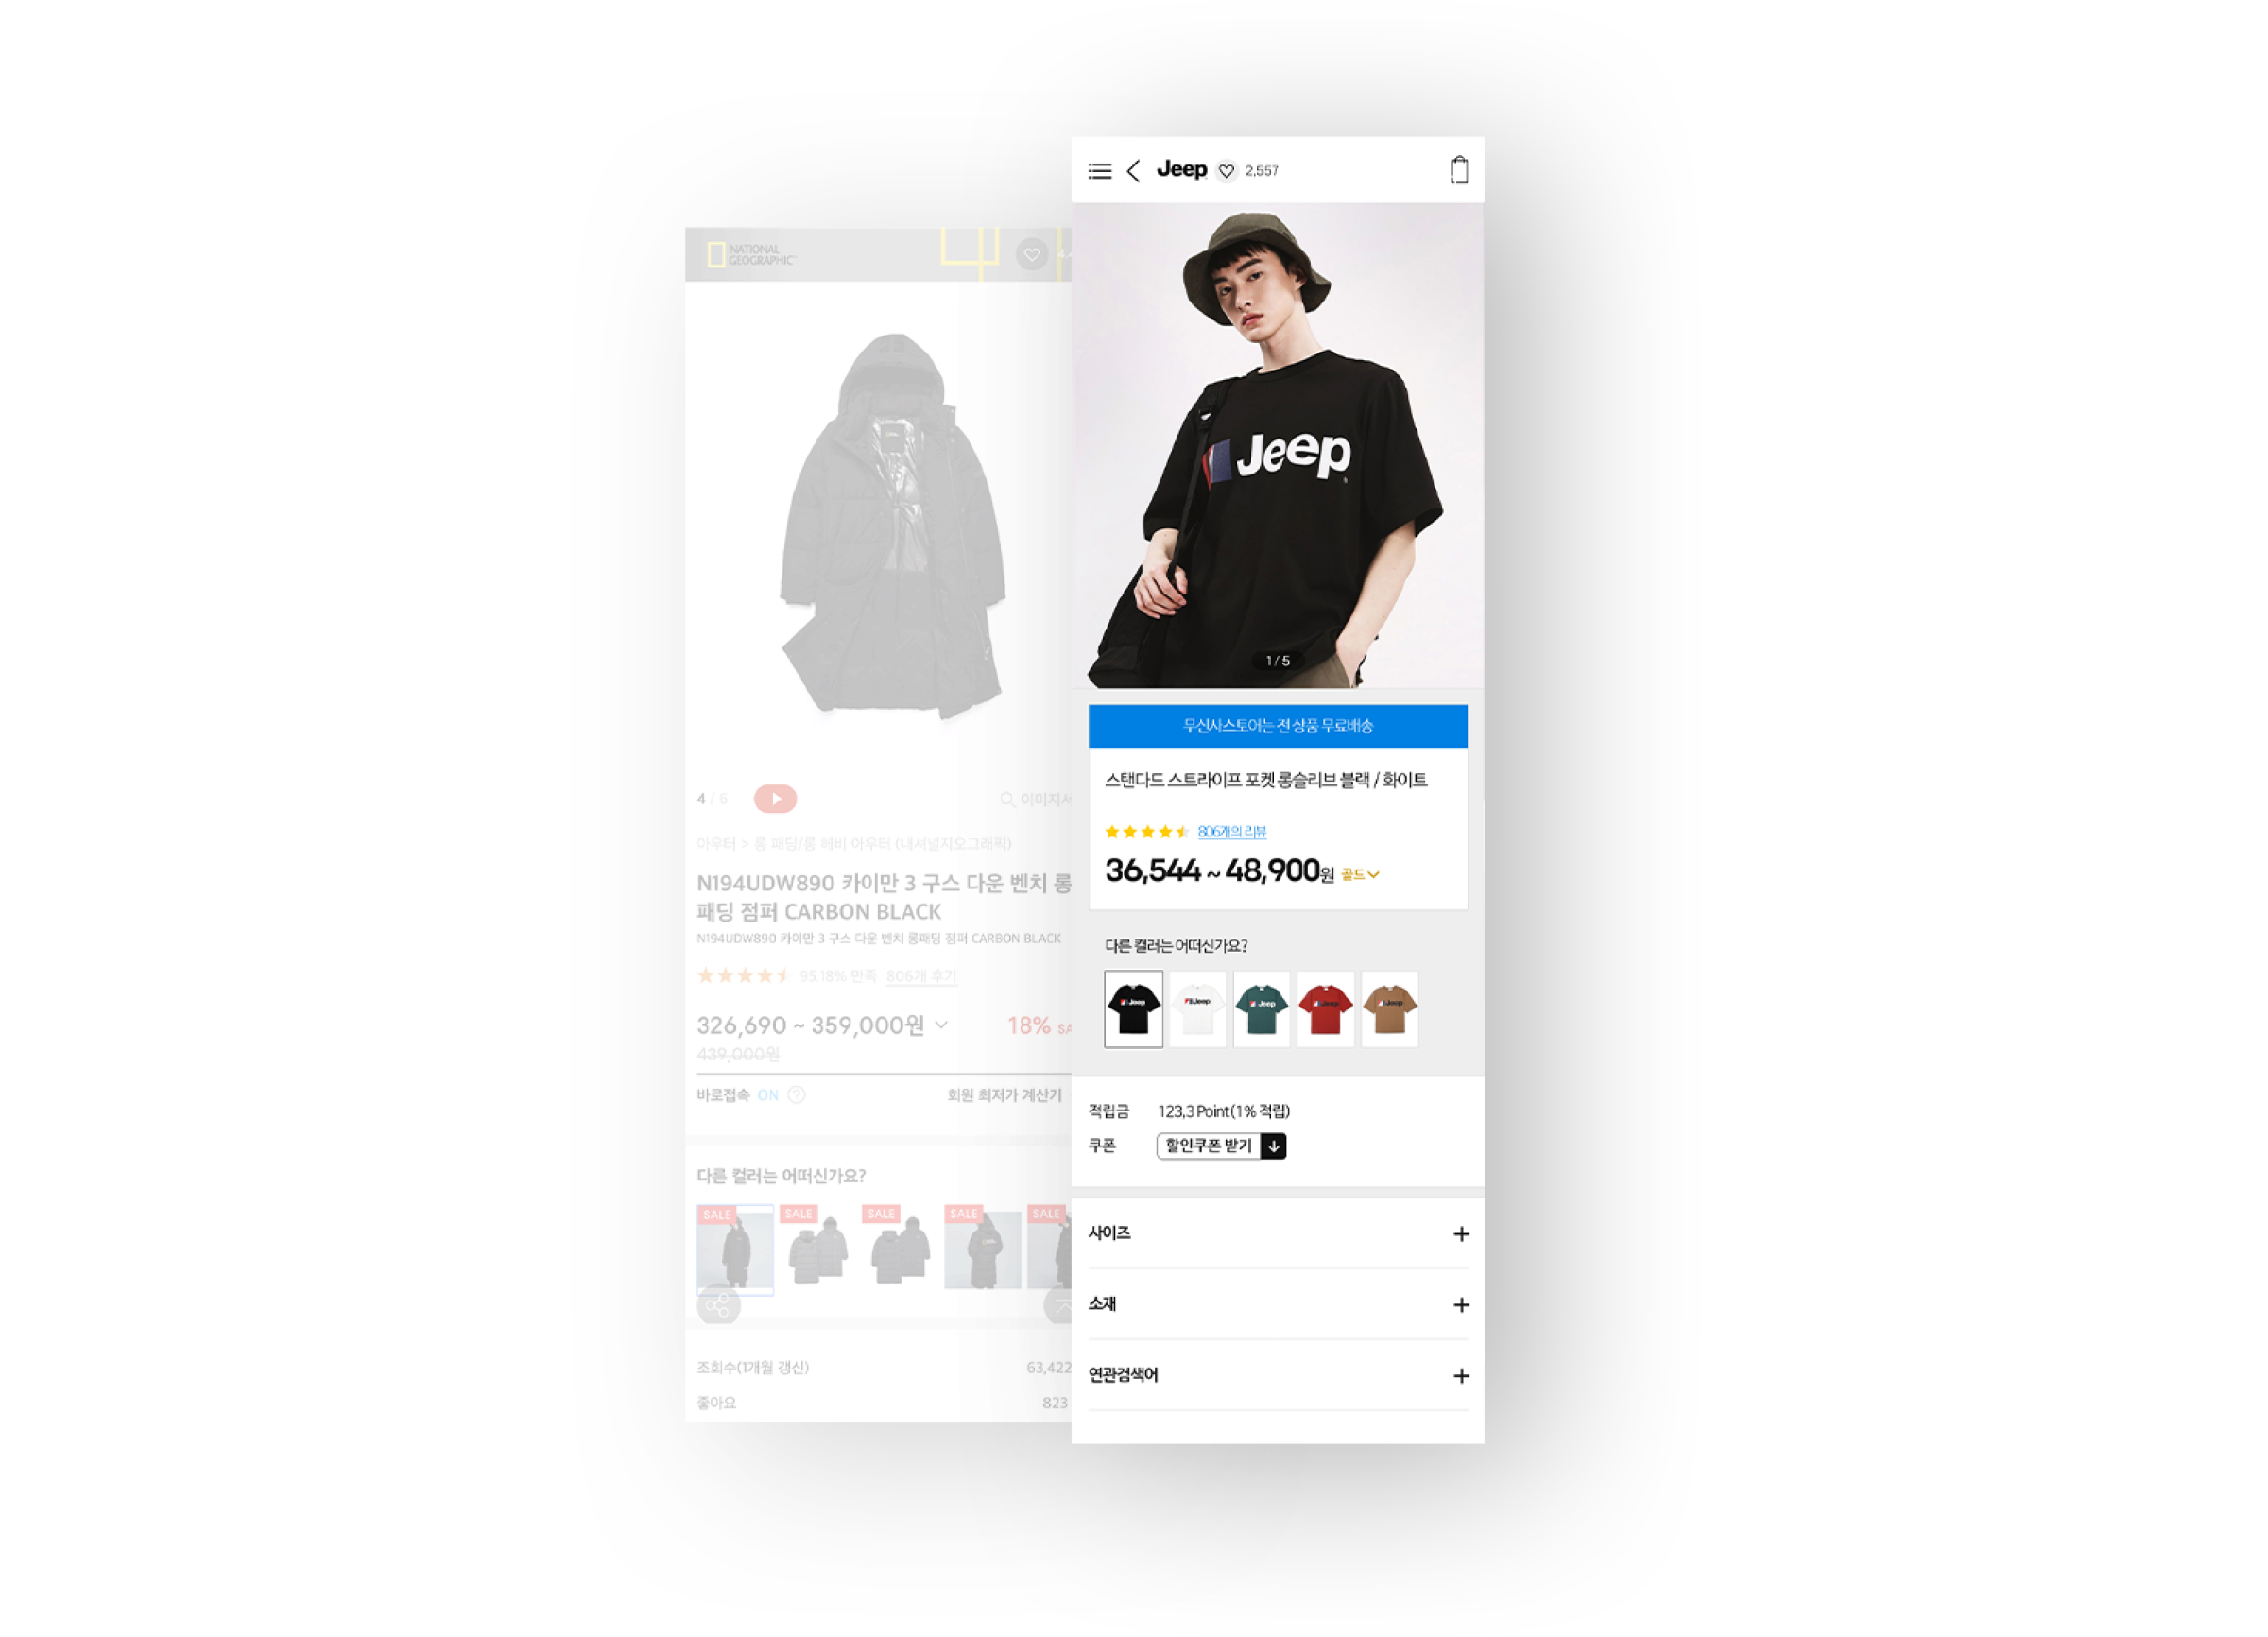 NATIONAL
GEOGRAPHIC
4 / 5
이미지
아우터 > 롱 패딩/롱 헤비 아우터 (내셔널지오그래픽)
N194UDW890 카이만 3 구스 다운 벤치 롱
패딩 점퍼 CARBON BLACK
N194UDW890 카이만 3 구스 다운 벤치 롱패딩 점퍼 CARBON BLACK
95.18% 만족 806개 후기
326,690 ~ 359,000원 18%
439,000원
바로접속 ON ? 회원 최저가 계산기
다른 컬러는 어떠신가요?
SALE SALE SALE SALE SALE
조회수(1개월 갱신) 63,422
좋아요 823
Jeep 2,557
Jeep
1 / 5
무신사스토어는 전 상품 무료배송
스탠다드 스트라이프 포켓 롱슬리브 블랙 / 화이트
806개의 리뷰
36,544 ~ 48,900원 골드
다른 컬러는 어떠신가요?
Jeep Jeep Jeep Jeep Jeep
적립금 123,3 Point(1% 적립)
쿠폰 할인쿠폰 받기
사이즈 +
소재 +
연관검색어 +